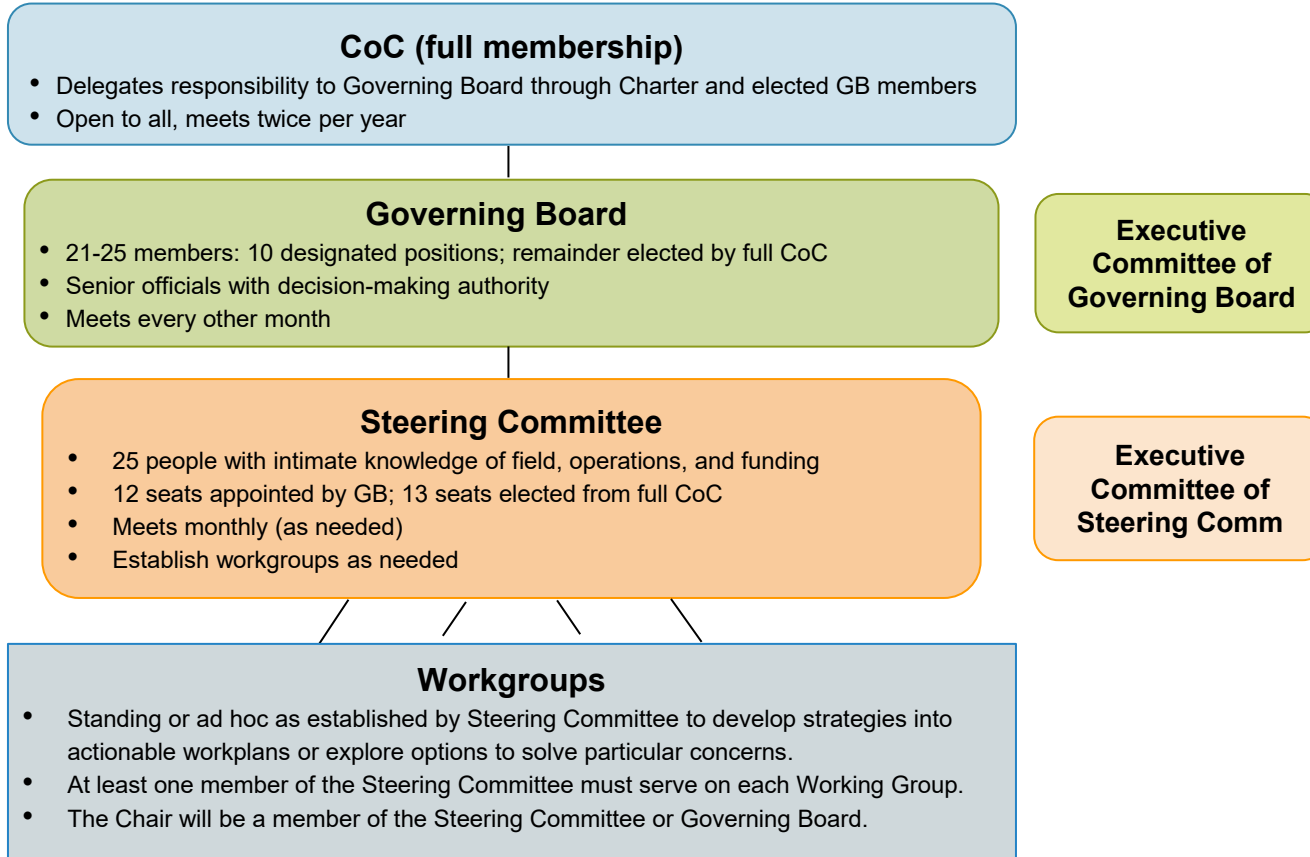 CoC (full membership)
• Delegates responsibility to Governing Board through Charter and elected GB members
• Open to all, meets twice per year
Governing Board
• 21-25 members: 10 designated positions; remainder elected by full CoC
• Senior officials with decision-making authority
• Meets every other month
Executive
Committee of
Governing Board
Steering Committee
• 25 people with intimate knowledge of field, operations, and funding
• 12 seats appointed by GB; 13 seats elected from full CoC
• Meets monthly (as needed)
• Establish workgroups as needed
Executive
Committee of
Steering Comm
Workgroups
• Standing or ad hoc as established by Steering Committee to develop strategies into
actionable workplans or explore options to solve particular concerns.
• At least one member of the Steering Committee must serve on each Working Group.
• The Chair will be a member of the Steering Committee or Governing Board.